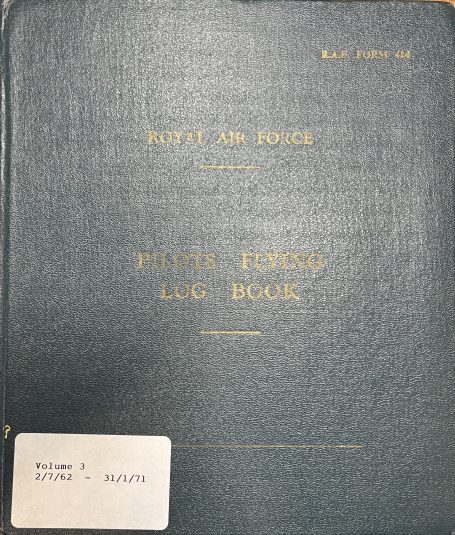 R.A.F. FORM 414
ROYAL AIR FORCE
PILOTS FLYING
LOG BOOK
Volume 3
2/7/62 - 31/1/71